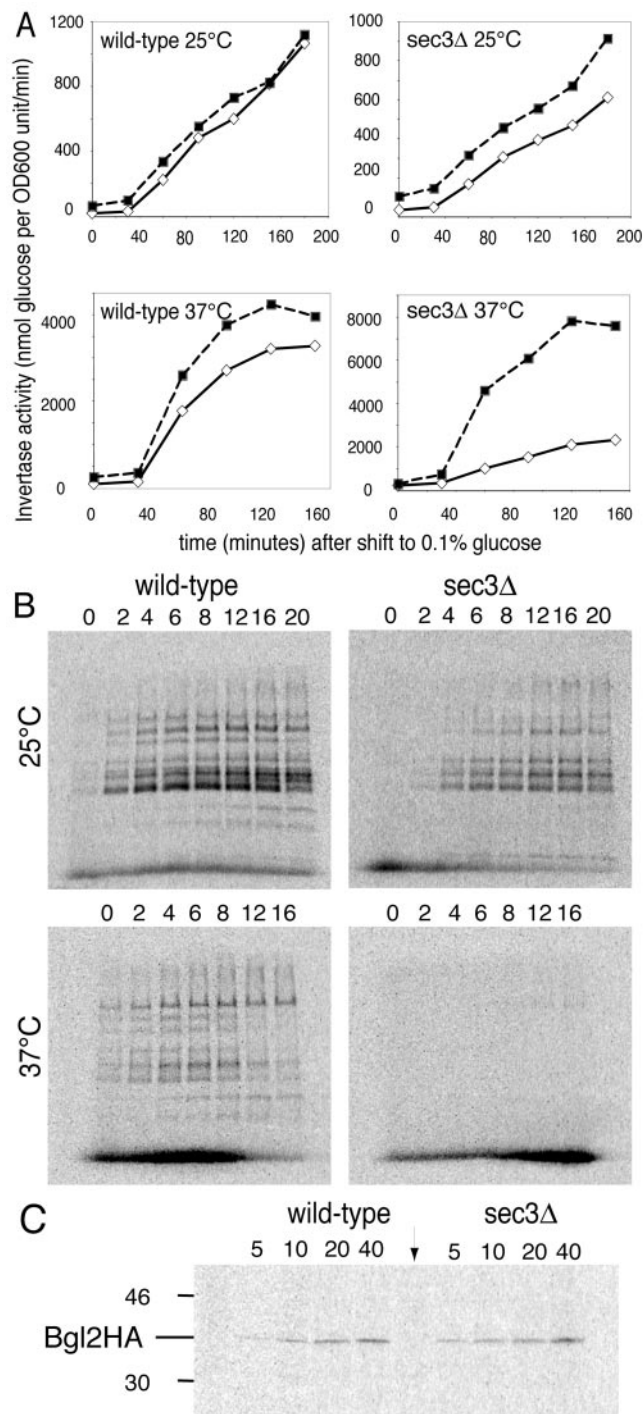 A
Invertase activity (nmol glucose per OD600 unit/min)
wild-type 25°C
1200
800
400
0
0 40 80 120 160 200
sec3Δ 25°C
1000
800
600
400
200
0
0 40 80 120 160 200
wild-type 37°C
4000
2000
0
0 40 80 120 160
sec3Δ 37°C
8000
6000
4000
2000
0
0 40 80 120 160
time (minutes) after shift to 0.1% glucose
B
wild-type sec3Δ
0 2 4 6 8 12 16 20
0 2 4 6 8 12 16 20
25°C
0 2 4 6 8 12 16
0 2 4 6 8 12 16
37°C
C
wild-type sec3Δ
5 10 20 40 5 10 20 40
46
Bgl2HA
30